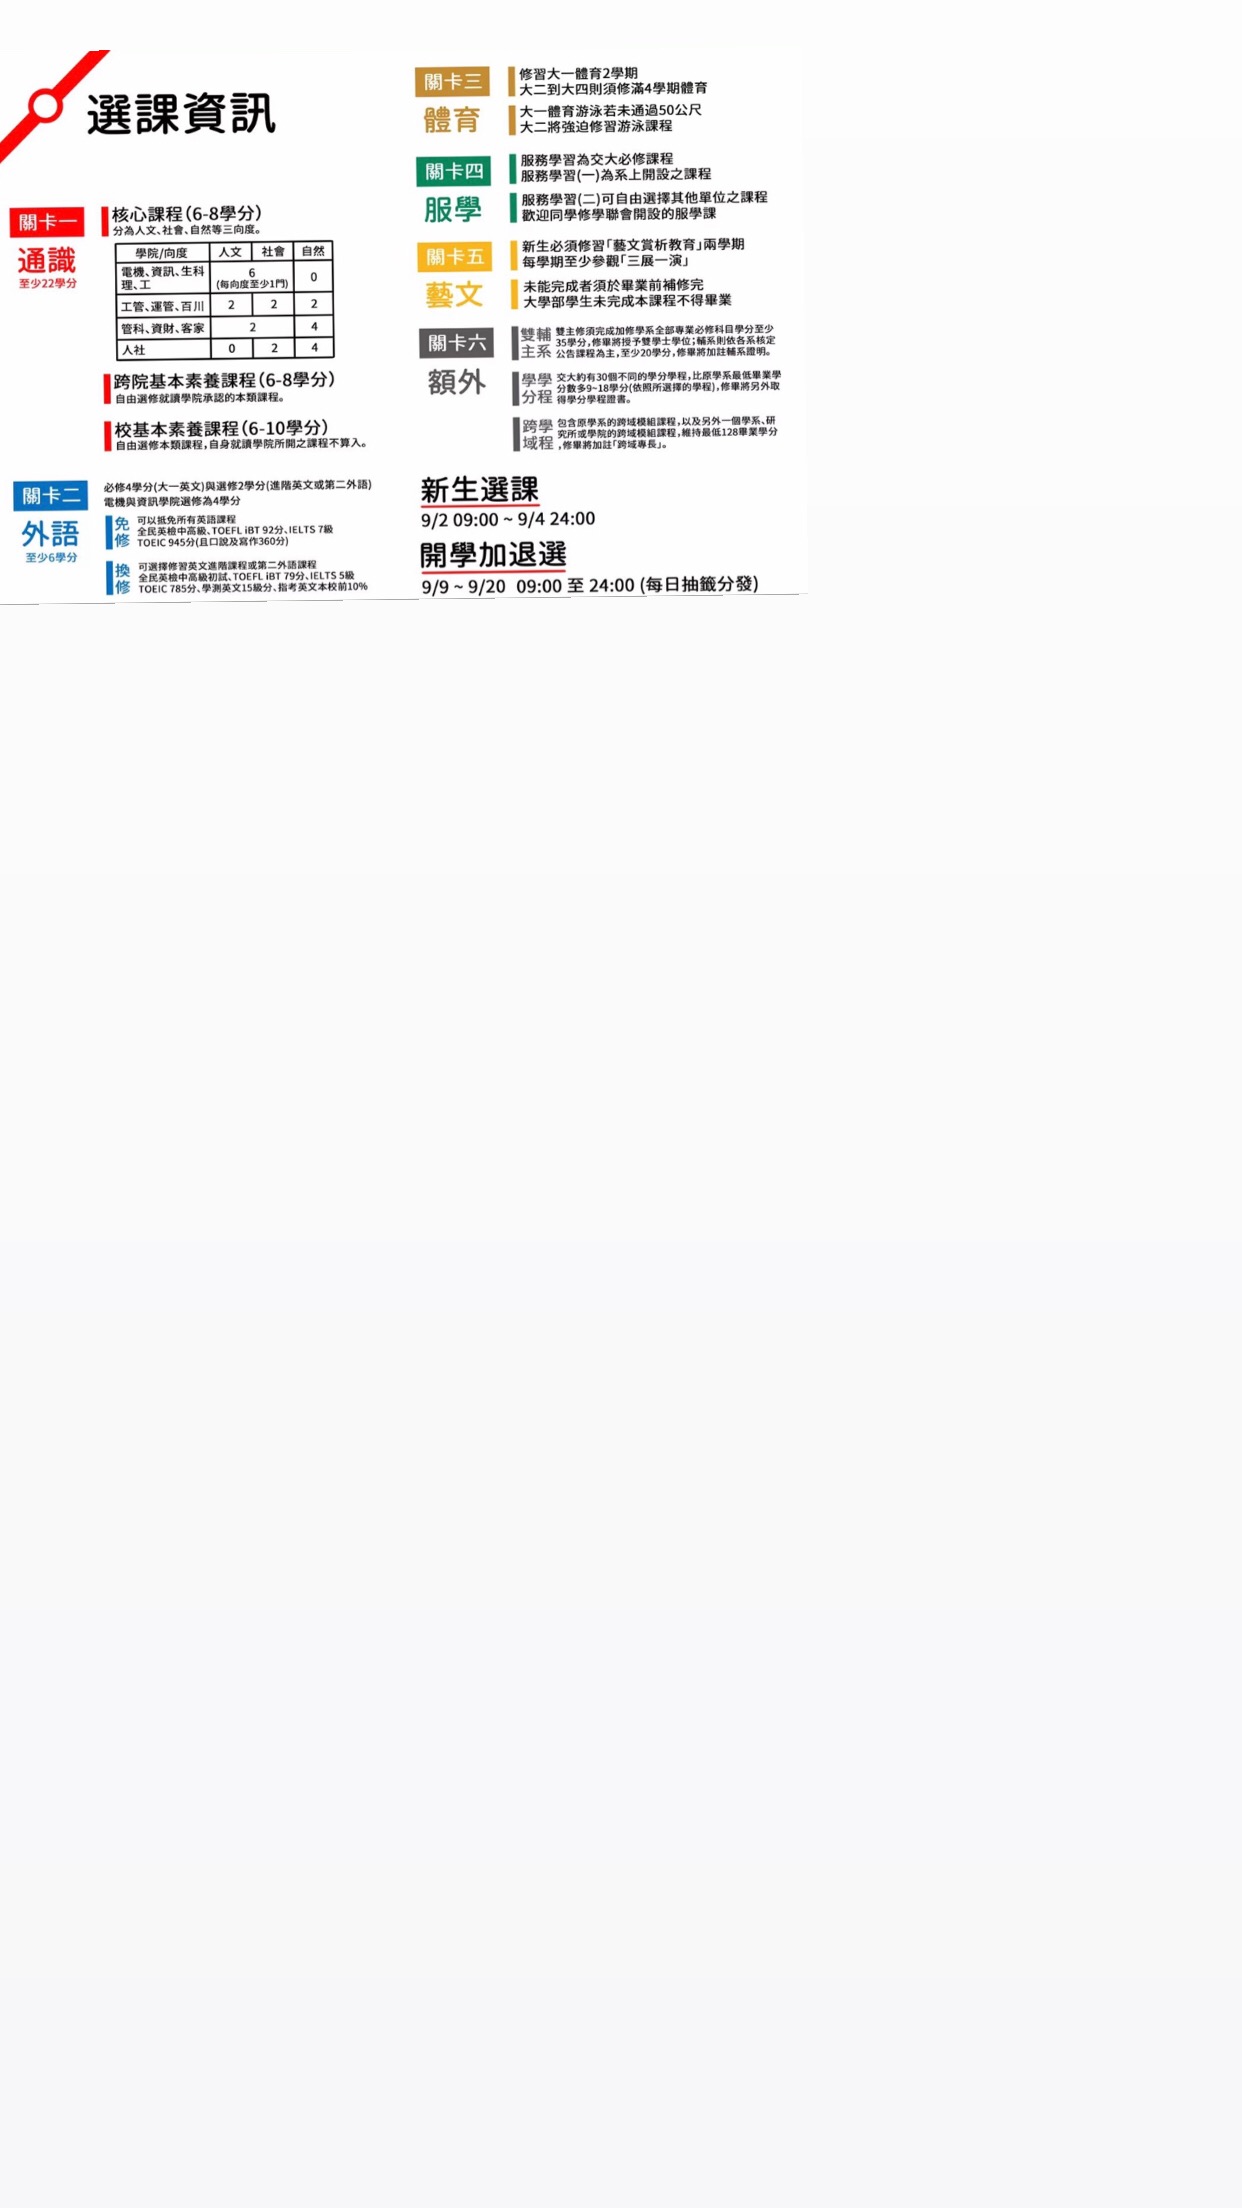 選課資訊
關卡一
通識
至少22學分
核心課程(6-8學分)
分為人文、社會、自然等三向度。
學院/向度 人文 社會 自然
電機、資訊、生科
理、工
6
(每向度至少1門)
0
工管、運管、百川 2 2 2
管科、資財、客家 2 4
人社 0 2 4
跨院基本素養課程(6-8學分)
自由選修就讀學院承認的本類課程。
校基本素養課程(6-10學分)
自由選修本類課程,自身就讀學院所開之課程不算入。
關卡二
外語
至少6學分
必修4學分(大一英文)與選修2學分(進階英文或第二外語)
電機與資訊學院選修為4學分
免修
可以抵免所有英語課程
全民英檢中高級、TOEFL iBT 92分、IELTS 7級
TOEIC 945分(且口說及寫作360分)
換修
可選擇修習英文進階課程或第二外語課程
全民英檢中高級初試、TOEFL iBT 79分、IELTS 5級
TOEIC 785分、學測英文15級分、指考英文本校前10%
關卡三
體育
修習大一體育2學期
大二到大四則須修滿4學期體育
大一體育游泳若未通過50公尺
大二將強迫修習游泳課程
關卡四
服學
服務學習為交大必修課程
服務學習(一)為系上開設之課程
服務學習(二)可自由選擇其他單位之課程
歡迎同學修學聯會開設的服學課
關卡五
藝文
新生必須修習「藝文賞析教育」兩學期
每學期至少參觀「三展一演」
未能完成者須於畢業前補修完
大學部學生未完成本課程不得畢業
關卡六
額外
雙輔
主系
雙主修須完成加修學系全部專業必修科目學分至少
35學分,修畢將授予雙學士學位;輔系則依各系核定
公告課程為主,至少20學分,修畢將加註輔系證明。
學學
分程
交大約有30個不同的學分學程,比原學系最低畢業學
分數多9~18學分(依照所選擇的學程),修畢將另外取
得學分學程證書。
跨學
域程
包含原學系的跨域模組課程,以及另外一個學系、研
究所或學院的跨域模組課程,維持最低128畢業學分
,修畢將加註「跨域專長」。
新生選課
9/2 09:00 ~ 9/4 24:00
開學加退選
9/9 ~ 9/20 09:00 至 24:00 (每日抽籤分發)